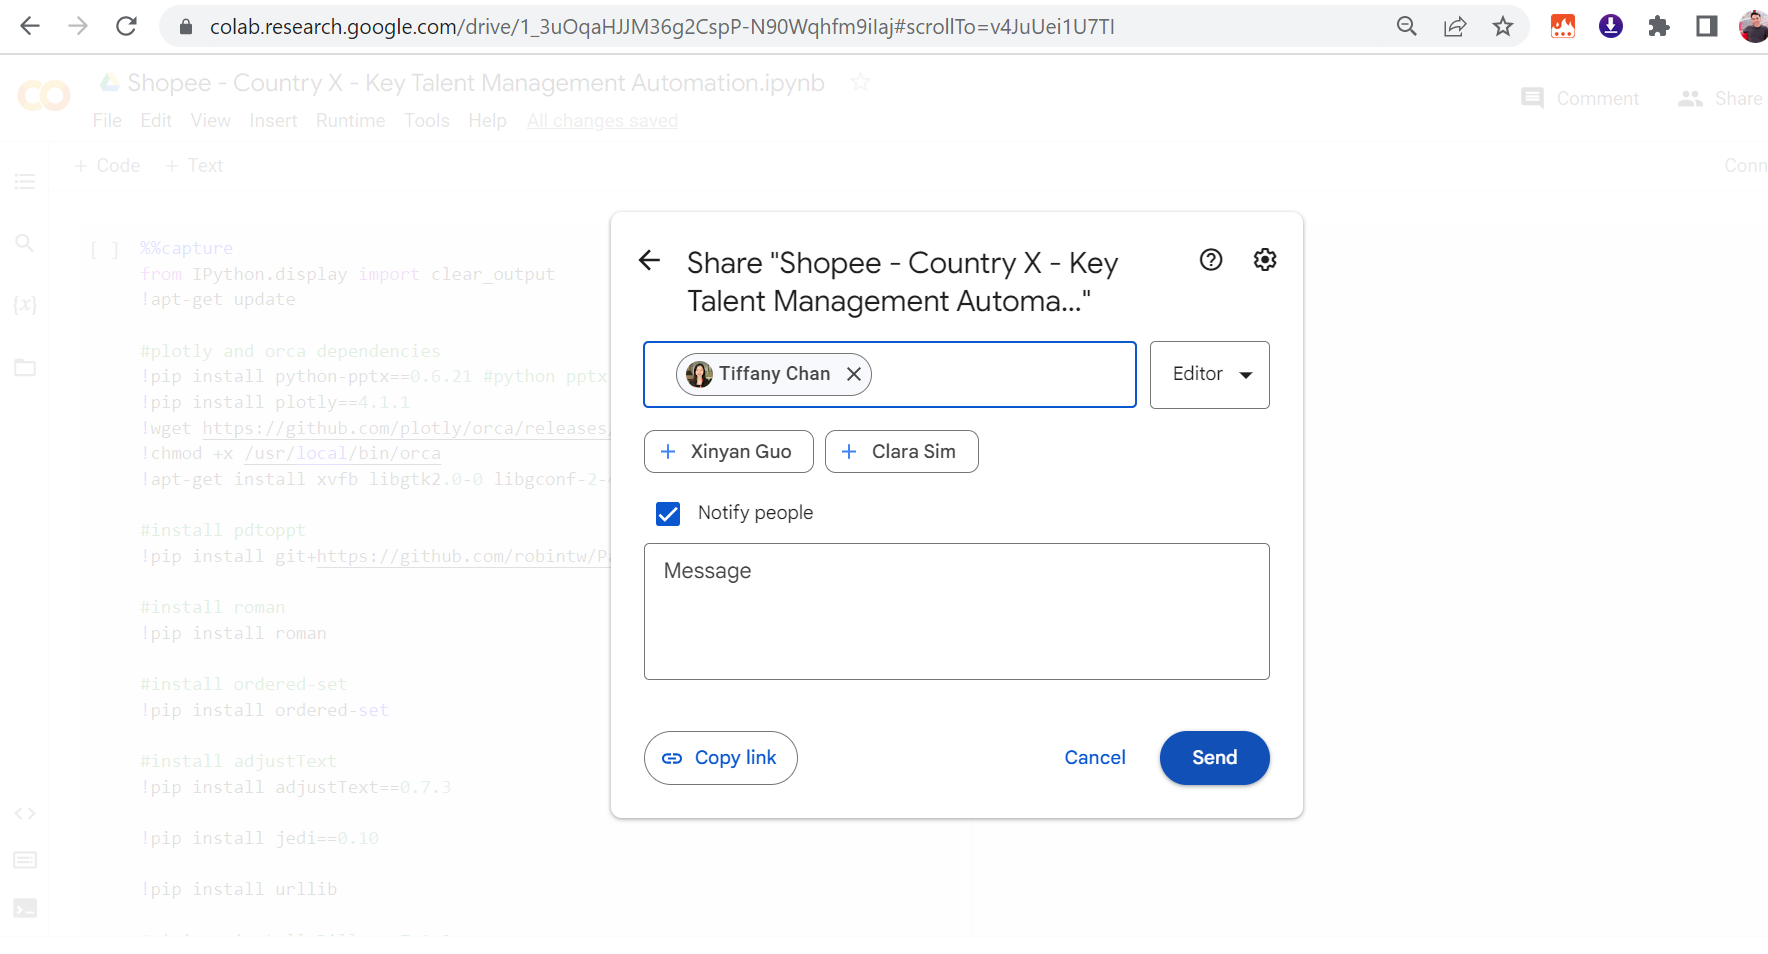 colab.research.google.com/drive/1_3uOqaHJJM36g2CspP-N90Wqhfm9iIaj#scrollTo=v4JuUei1U7TI
Shopee - Country X - Key Talent Management Automation.ipynb
Comment
Share
File Edit View Insert Runtime Tools Help All changes saved
+ Code + Text
Conn
[ ] %%capture
from IPython.display import clear_output
!apt-get update
#plotly and orca dependencies
!pip install python-pptx==0.6.21 #python pptx
!pip install plotly==4.1.1
!wget https://github.com/plotly/orca/releases/
!chmod +x /usr/local/bin/orca
!apt-get install xvfb libgtk2.0-0 libgconf-2-
#install pdtoppt
!pip install git+https://github.com/robintw/Pa
#install roman
!pip install roman
#install ordered-set
!pip install ordered-set
#install adjustText
!pip install adjustText==0.7.3
!pip install jedi==0.10
!pip install urllib
Share "Shopee - Country X - Key
Talent Management Automa..."
Tiffany Chan
Editor
+ Xinyan Guo
+ Clara Sim
Notify people
Message
Copy link
Cancel
Send